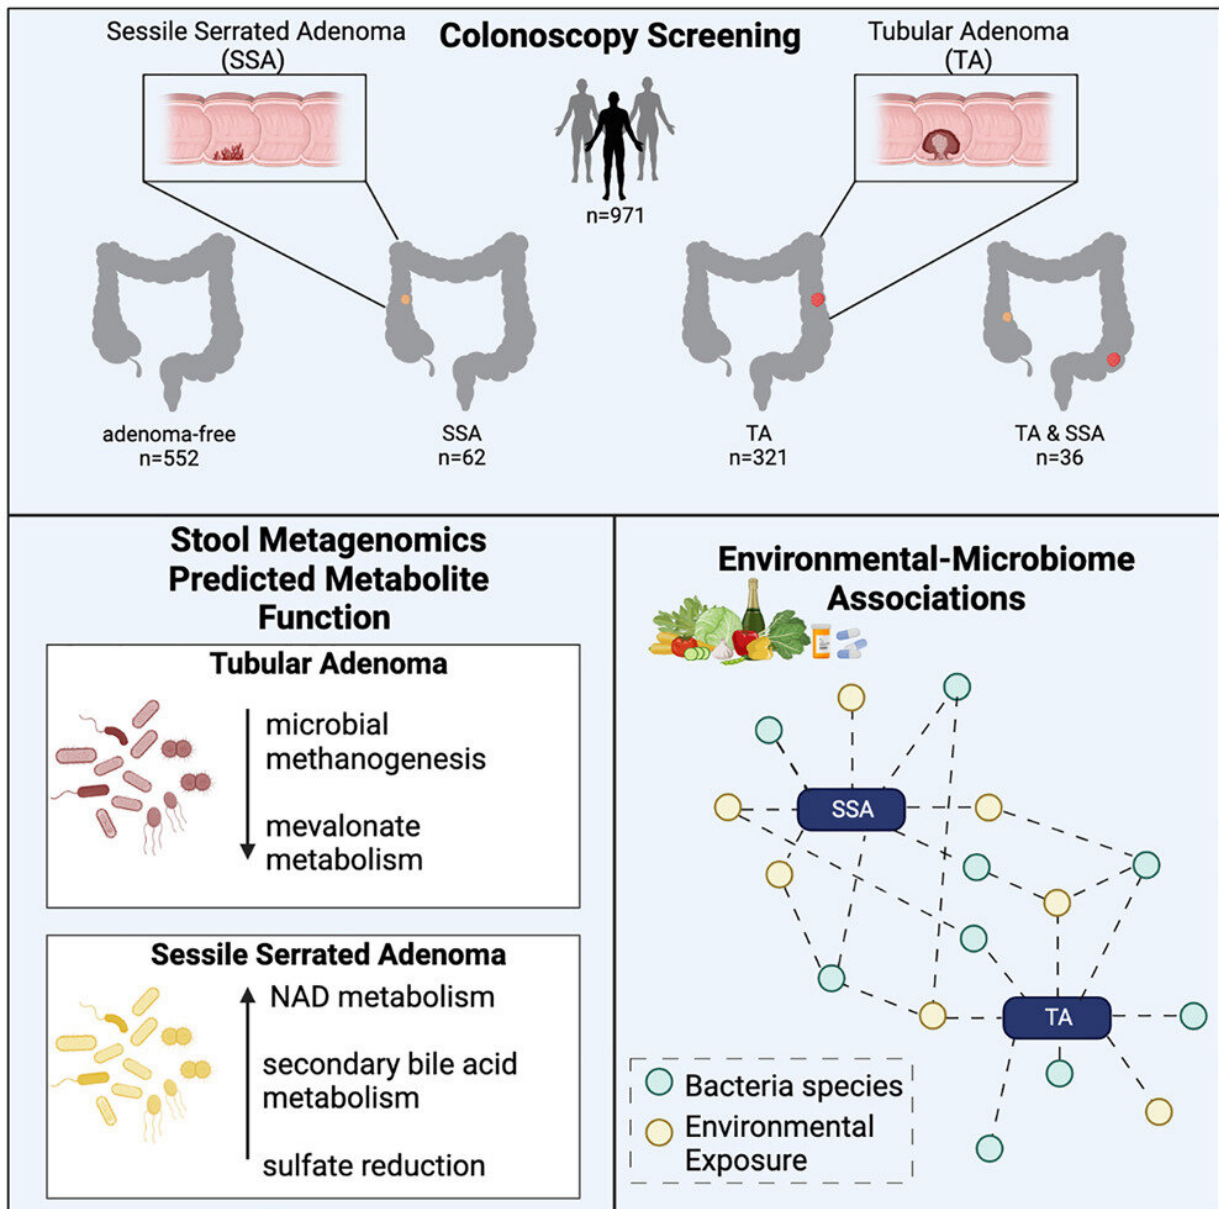 Colonoscopy Screening
Sessile Serrated Adenoma
(SSA)
Tubular Adenoma
(TA)
n=971
adenoma-free
n=552
SSA
n=62
TA
n=321
TA & SSA
n=36
Stool Metagenomics
Predicted Metabolite
Function
Tubular Adenoma
microbial
methanogenesis
mevalonate
metabolism
Sessile Serrated Adenoma
NAD metabolism
secondary bile acid
metabolism
sulfate reduction
Environmental-Microbiome
Associations
SSA
TA
Bacteria species
Environmental
Exposure